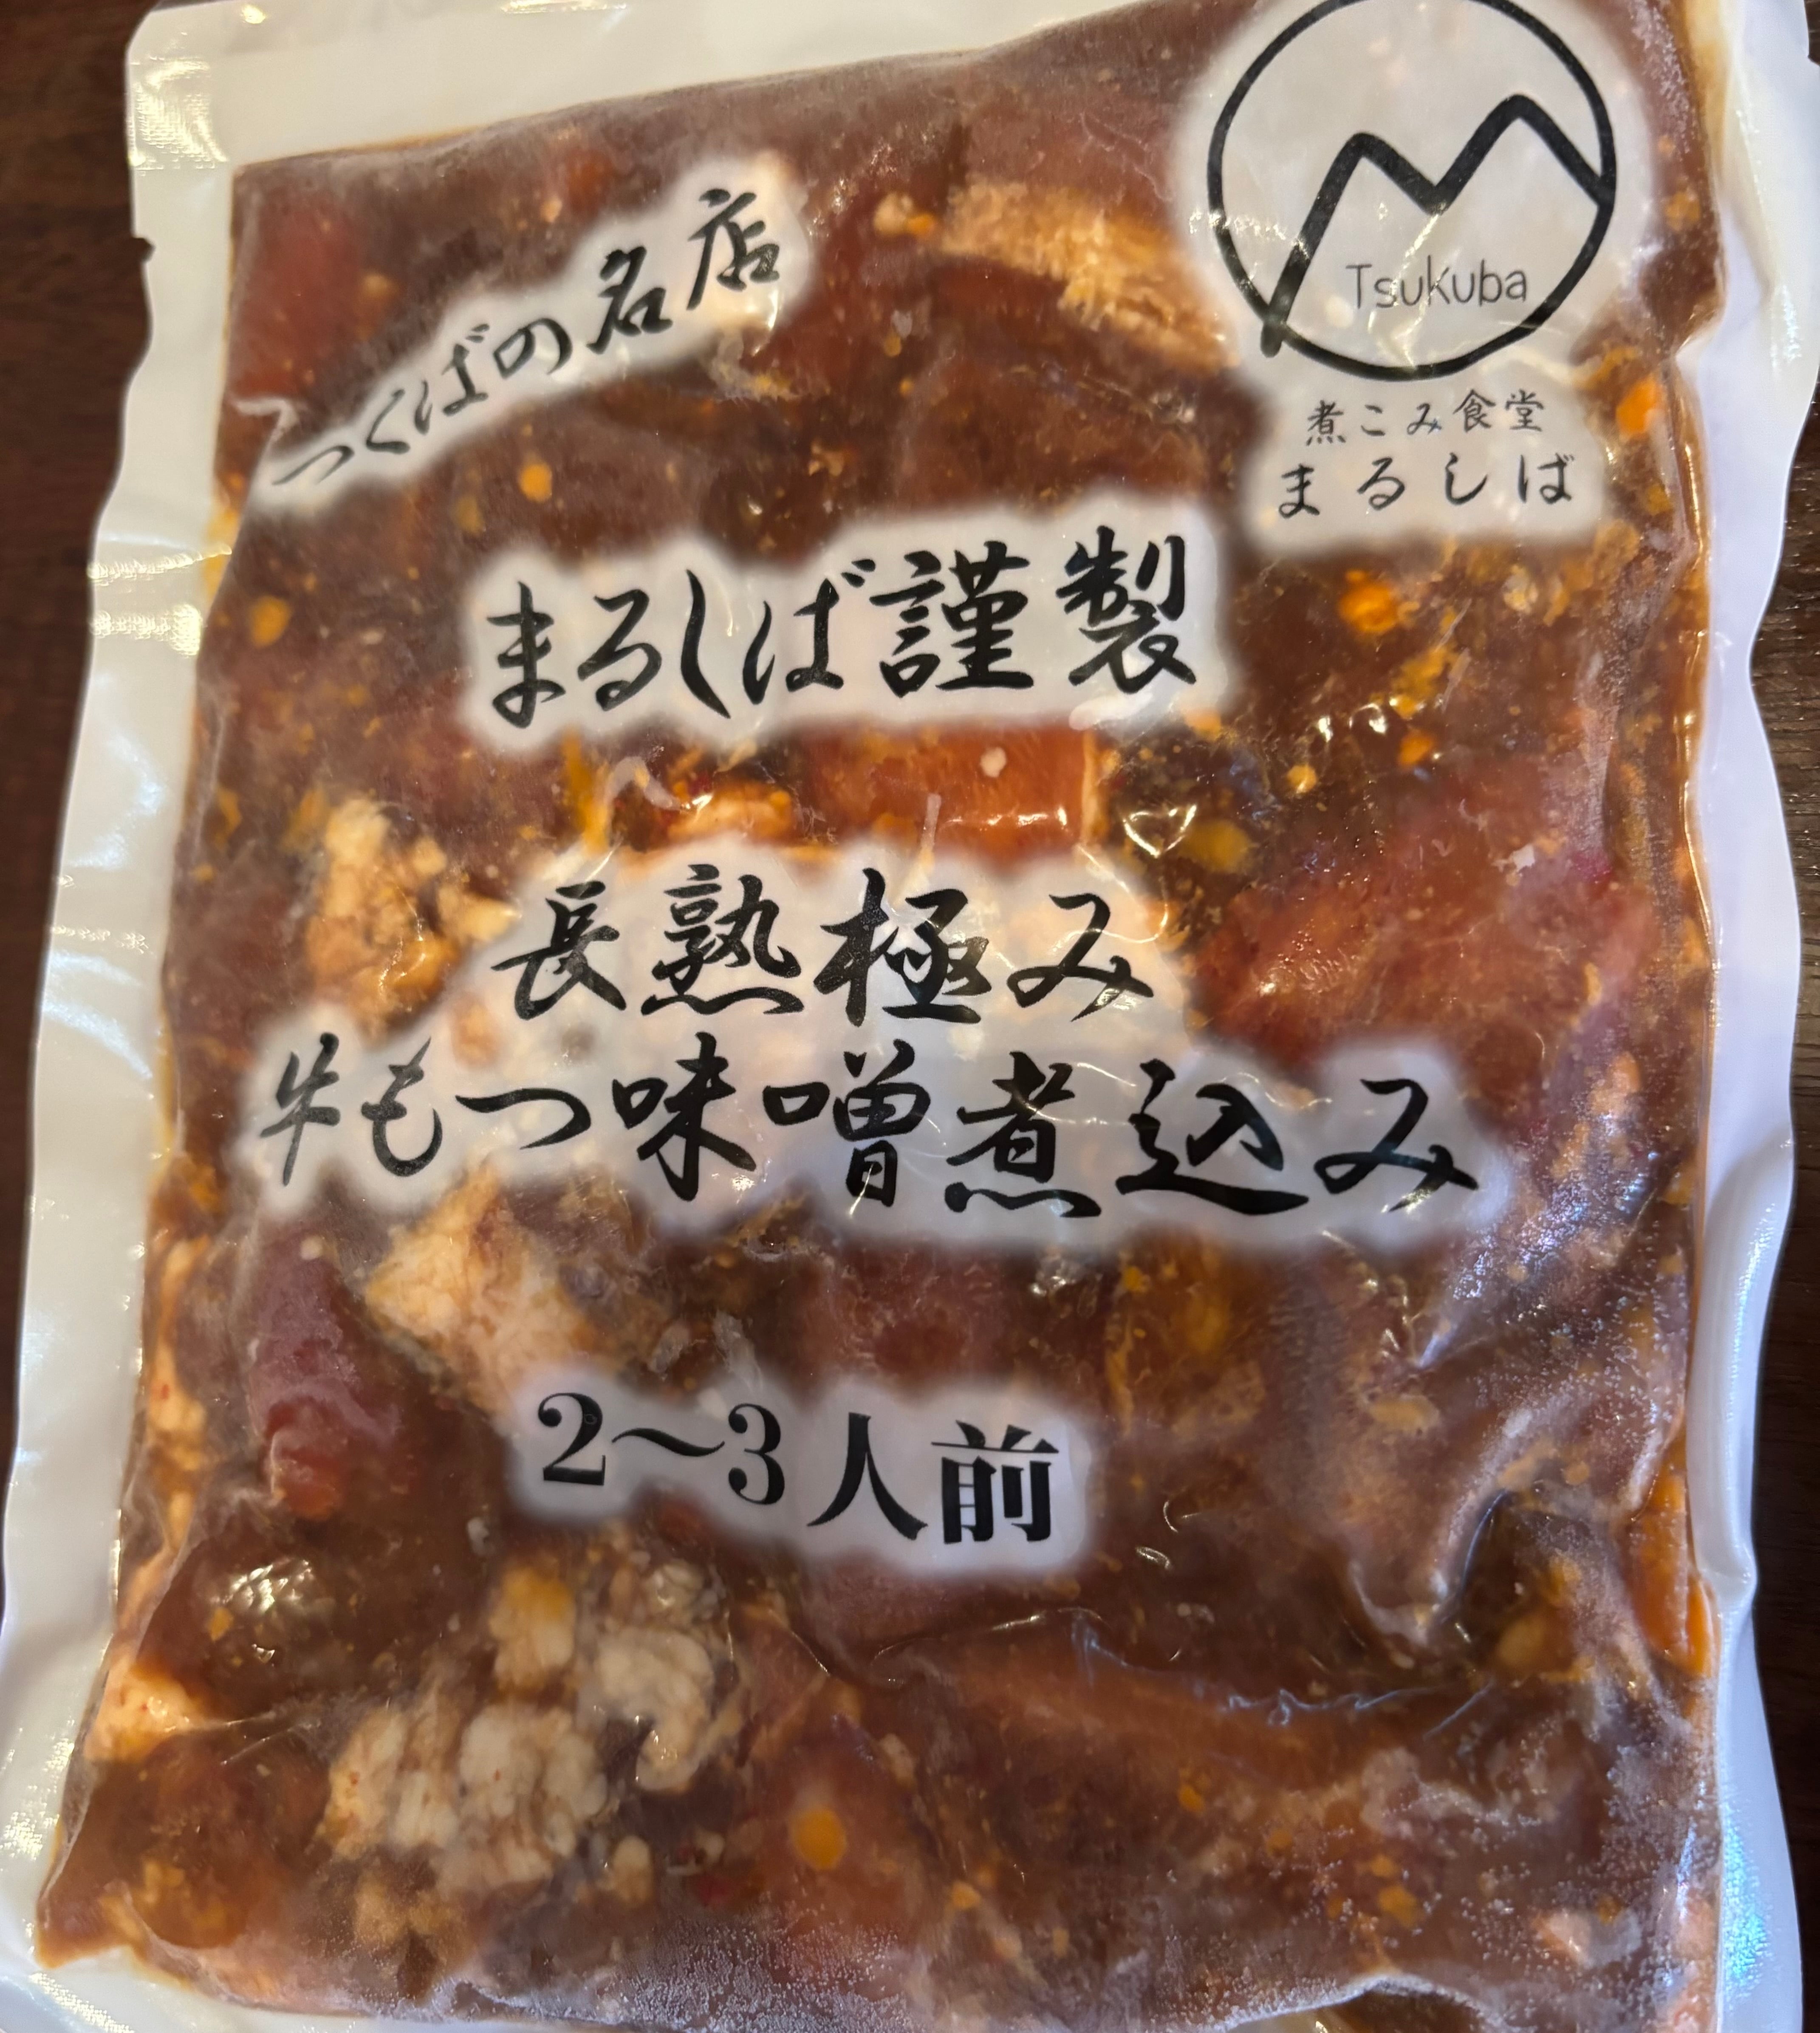 つくばの名店
Tsukuba
煮こみ食堂
まるしば
まるしば謹製
長熟極み
牛もつ味噌煮込み
2〜3人前